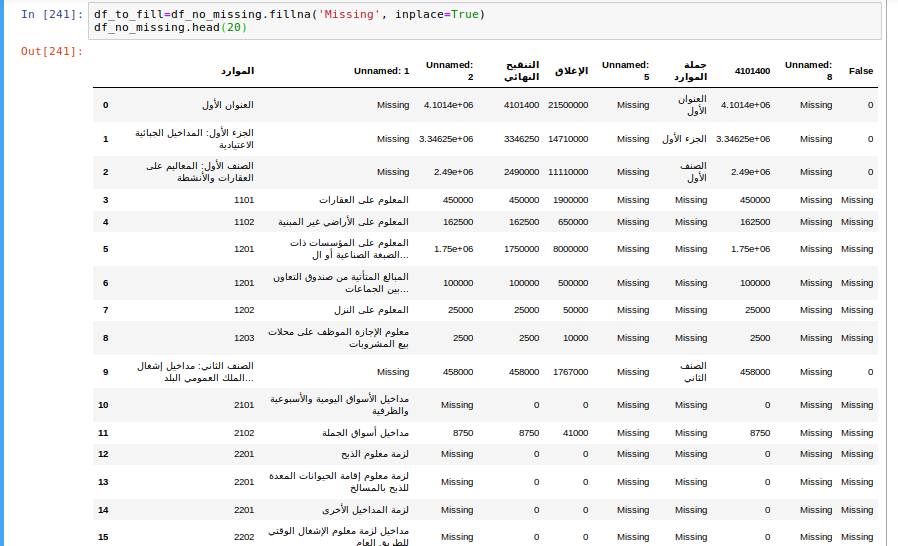 In [241]: df_to_fill=df_no_missing.fillna('Missing', inplace=True)
df_no_missing.head(20)
Out[241]:
الموارد Unnamed: 1 Unnamed: 2 التنقيح النهائي الإغلاق Unnamed: 5 جملة الموارد 4101400 Unnamed: 8 False
0 العنوان الأول Missing 4.1014e+06 4101400 21500000 Missing العنوان الأول 4.1014e+06 Missing 0
1 الجزء الأول: المداخيل الجبائية الاعتيادية Missing 3.34625e+06 3346250 14710000 Missing الجزء الأول 3.34625e+06 Missing 0
2 الصنف الأول: المعاليم على العقارات والأنشطة Missing 2.49e+06 2490000 11110000 Missing الصنف الأول 2.49e+06 Missing 0
3 1101 المعلوم على العقارات 450000 450000 1900000 Missing Missing 450000 Missing Missing
4 1102 المعلوم على الأراضي غير المبنية 162500 162500 650000 Missing Missing 162500 Missing Missing
5 1201 المعلوم على المؤسسات ذات الصبغة الصناعية أو ال... 1.75e+06 1750000 8000000 Missing Missing 1.75e+06 Missing Missing
6 1201 المبالغ المتأتية من صندوق التعاون بين الجماعات... 100000 100000 500000 Missing Missing 100000 Missing Missing
7 1202 المعلوم على النزل 25000 25000 50000 Missing Missing 25000 Missing Missing
8 1203 معلوم الإجازة الموظف على محلات بيع المشروبات 2500 2500 10000 Missing Missing 2500 Missing Missing
9 الصنف الثاني: مداخيل إشغال الملك العمومي البلد... Missing 458000 458000 1767000 Missing الصنف الثاني 458000 Missing 0
10 2101 مداخيل الأسواق اليومية والأسبوعية والظرفية Missing 0 0 Missing Missing 0 Missing Missing
11 2102 مداخيل أسواق الجملة 8750 8750 41000 Missing Missing 8750 Missing Missing
12 2201 لزمة معلوم الذبح Missing 0 0 Missing Missing 0 Missing Missing
13 2201 لزمة معلوم إقامة الحيوانات المعدة للذبح بالمسالخ Missing 0 0 Missing Missing 0 Missing Missing
14 2201 لزمة المداخيل الأخرى Missing 0 0 Missing Missing 0 Missing Missing
15 2202 مداخيل لزمة معلوم الإشغال الوقتي للطريق العام Missing 0 0 Missing Missing 0 Missing Missing